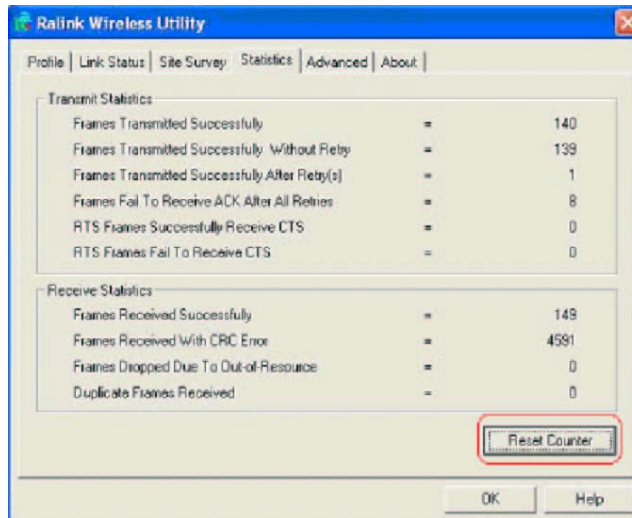 Ralink Wireless Utility
Profile | Link Status | Site Survey | Statistics | Advanced | About
Transmit Statistics
Frames Transmitted Successfully = 140
Frames Transmitted Successfully Without Retry = 139
Frames Transmitted Successfully After Retry(s) = 1
Frames Fail To Receive ACK After All Retries = 8
RTS Frames Successfully Receive CTS = 0
RTS Frames Fail To Receive CTS = 0
Receive Statistics
Frames Received Successfully = 149
Frames Received With CRC Error = 4591
Frames Dropped Due To Out-of-Resource = 0
Duplicate Frames Received = 0
Reset Counter
OK Help